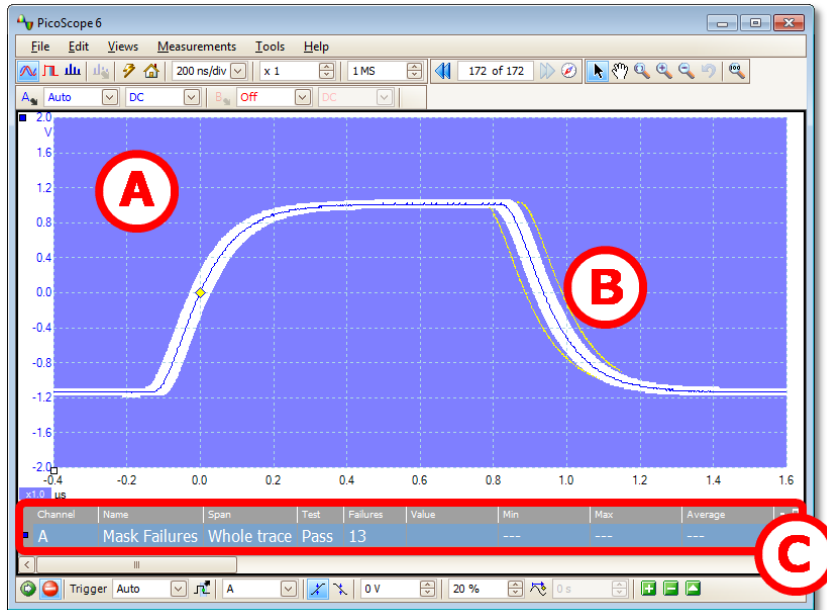 PicoScope 6
File Edit Views Measurements Tools Help
200 ns/div x 1 1 MS 172 of 172
A Auto DC B Off DC
2.0
V
1.6
1.2
0.8
0.4
0.0
-0.4
-0.8
-1.2
-1.6
-2.0
A
B
-0.4 -0.2 0.0 0.2 0.4 0.6 0.8 1.0 1.2 1.4 1.6
x1.0 µs
Channel Name Span Test Failures Value Min Max Average
A Mask Failures Whole trace Pass 13 --- --- ---
C
Trigger Auto A 0 V 20 % 0 s